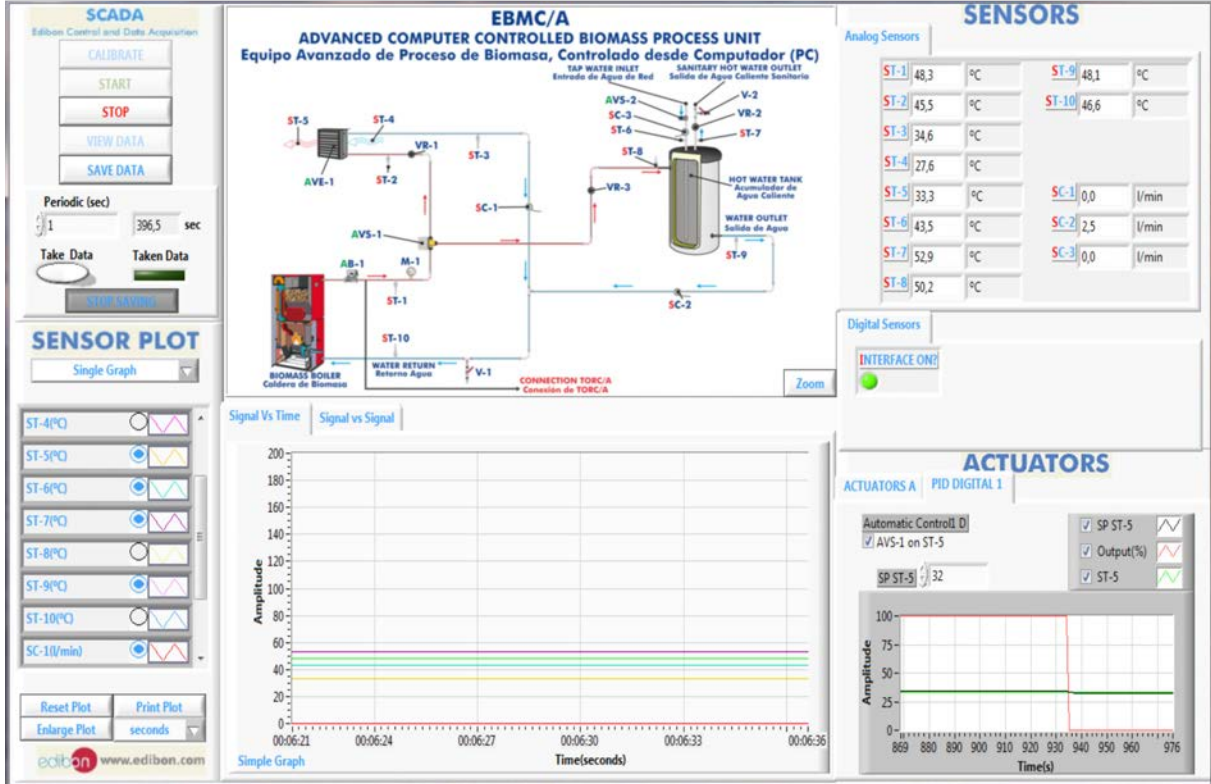 SCADA
Edibon Control and Data Acquisition
CALIBRATE
START
STOP
VIEW DATA
SAVE DATA
Periodic (sec)
1
396,5 sec
Take Data
Taken Data
STOP SAVING
SENSOR PLOT
Single Graph
ST-4(ºC)
ST-5(ºC)
ST-6(ºC)
ST-7(ºC)
ST-8(ºC)
ST-9(ºC)
ST-10(ºC)
SC-1(l/min)
Reset Plot
Print Plot
Enlarge Plot
seconds
edibon www.edibon.com
EBMC/A
ADVANCED COMPUTER CONTROLLED BIOMASS PROCESS UNIT
Equipo Avanzado de Proceso de Biomasa, Controlado desde Computador (PC)
TAP WATER INLET
Entrada de Agua de Red
SANITARY HOT WATER OUTLET
Salida de Agua Caliente Sanitaria
AVS-2
V-2
SC-3
VR-2
ST-6
ST-7
ST-5
ST-4
VR-1
ST-3
ST-8
AVE-1
ST-2
VR-3
HOT WATER TANK
Acumulador de
Agua Caliente
SC-1
WATER OUTLET
Salida de Agua
AVS-1
ST-9
AB-1
M-1
ST-1
SC-2
ST-10
WATER RETURN
Retorno Agua
V-1
BIOMASS BOILER
Caldera de Biomasa
CONNECTION TORC/A
Conexión de TORC/A
Zoom
Signal Vs Time
Signal vs Signal
Amplitude
200
180
160
140
120
100
80
60
40
20
0
00:06:21 00:06:24 00:06:27 00:06:30 00:06:33 00:06:36
Simple Graph
Time(seconds)
SENSORS
Analog Sensors
ST-1 48,3 ºC
ST-9 48,1 ºC
ST-2 45,5 ºC
ST-10 46,6 ºC
ST-3 34,6 ºC
ST-4 27,6 ºC
ST-5 33,3 ºC
SC-1 0,0 l/min
ST-6 43,5 ºC
SC-2 2,5 l/min
ST-7 52,9 ºC
SC-3 0,0 l/min
ST-8 50,2 ºC
Digital Sensors
INTERFACE ON?
ACTUATORS
ACTUATORS A
PID DIGITAL 1
Automatic Control1 D
AVS-1 on ST-5
SP ST-5 32
SP ST-5
Output(%)
ST-5
Amplitude
100
75
50
25
0
869 880 890 900 910 920 930 940 950 960 976
Time(s)